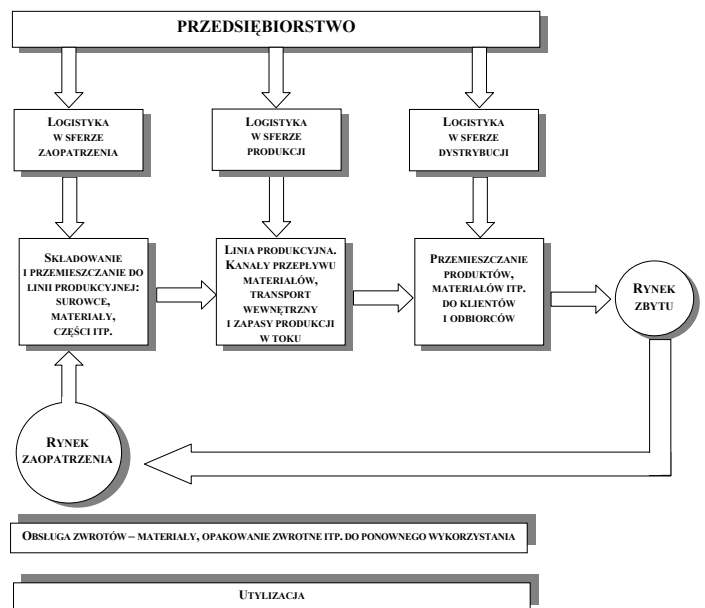 PRZEDSIĘBIORSTWO
LOGISTYKA
W SFERZE
ZAOPATRZENIA
LOGISTYKA
W SFERZE
PRODUKCJI
LOGISTYKA
W SFERZE
DYSTRYBUCJI
SKŁADOWANIE
I PRZEMIESZCZANIE DO
LINII PRODUKCYJNEJ:
SUROWCE,
MATERIAŁY,
CZĘŚCI ITP.
LINIA PRODUKCYJNA.
KANAŁY PRZEPŁYWU
MATERIAŁÓW,
TRANSPORT
WEWNĘTRZNY
I ZAPASY PRODUKCJI
W TOKU
PRZEMIESZCZANIE
PRODUKTÓW,
MATERIAŁÓW ITP.
DO KLIENTÓW
I ODBIORCÓW
RYNEK
ZBYTU
RYNEK
ZAOPATRZENIA
OBSŁUGA ZWROTÓW – MATERIAŁY, OPAKOWANIE ZWROTNE ITP. DO PONOWNEGO WYKORZYSTANIA
UTYLIZACJA